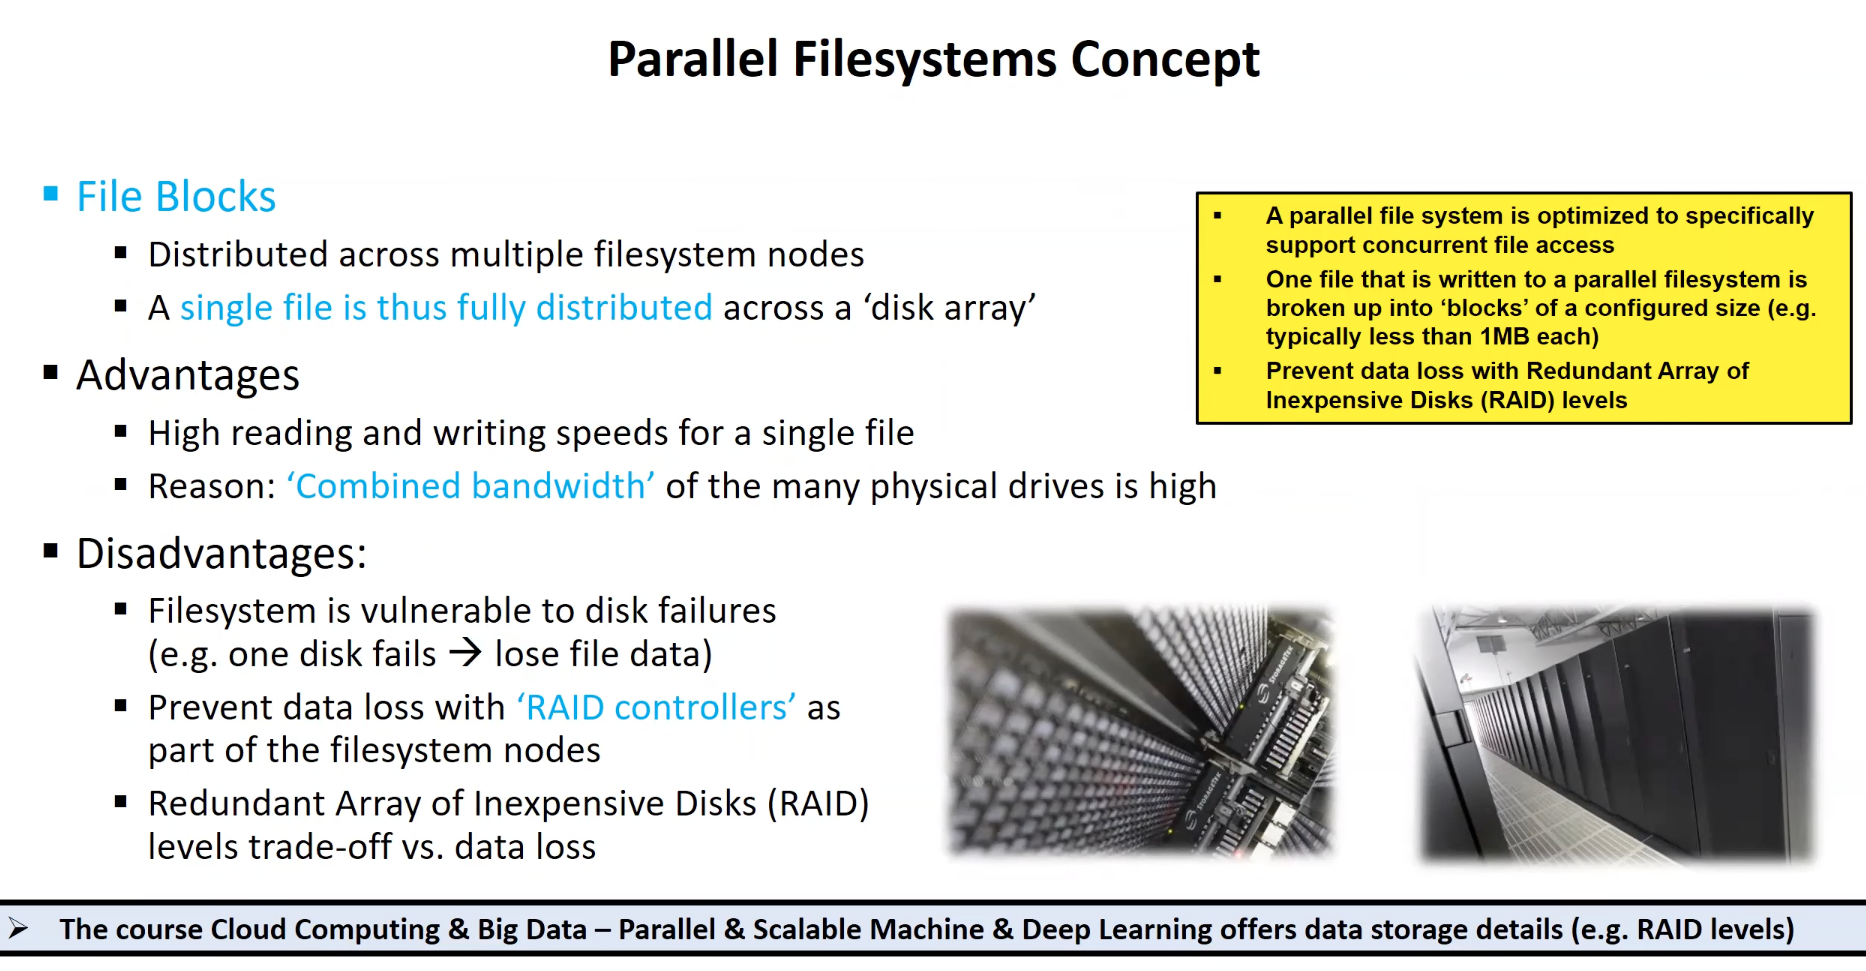 Parallel Filesystems Concept
▪ File Blocks
▪ Distributed across multiple filesystem nodes
▪ A single file is thus fully distributed across a ‘disk array’
▪ Advantages
▪ High reading and writing speeds for a single file
▪ Reason: ‘Combined bandwidth’ of the many physical drives is high
▪ Disadvantages:
▪ Filesystem is vulnerable to disk failures
(e.g. one disk fails → lose file data)
▪ Prevent data loss with ‘RAID controllers’ as
part of the filesystem nodes
▪ Redundant Array of Inexpensive Disks (RAID)
levels trade-off vs. data loss
▪ A parallel file system is optimized to specifically
support concurrent file access
▪ One file that is written to a parallel filesystem is
broken up into ‘blocks’ of a configured size (e.g.
typically less than 1MB each)
▪ Prevent data loss with Redundant Array of
Inexpensive Disks (RAID) levels
STORAGETEK
STORAGETEK
➢ The course Cloud Computing & Big Data – Parallel & Scalable Machine & Deep Learning offers data storage details (e.g. RAID levels)